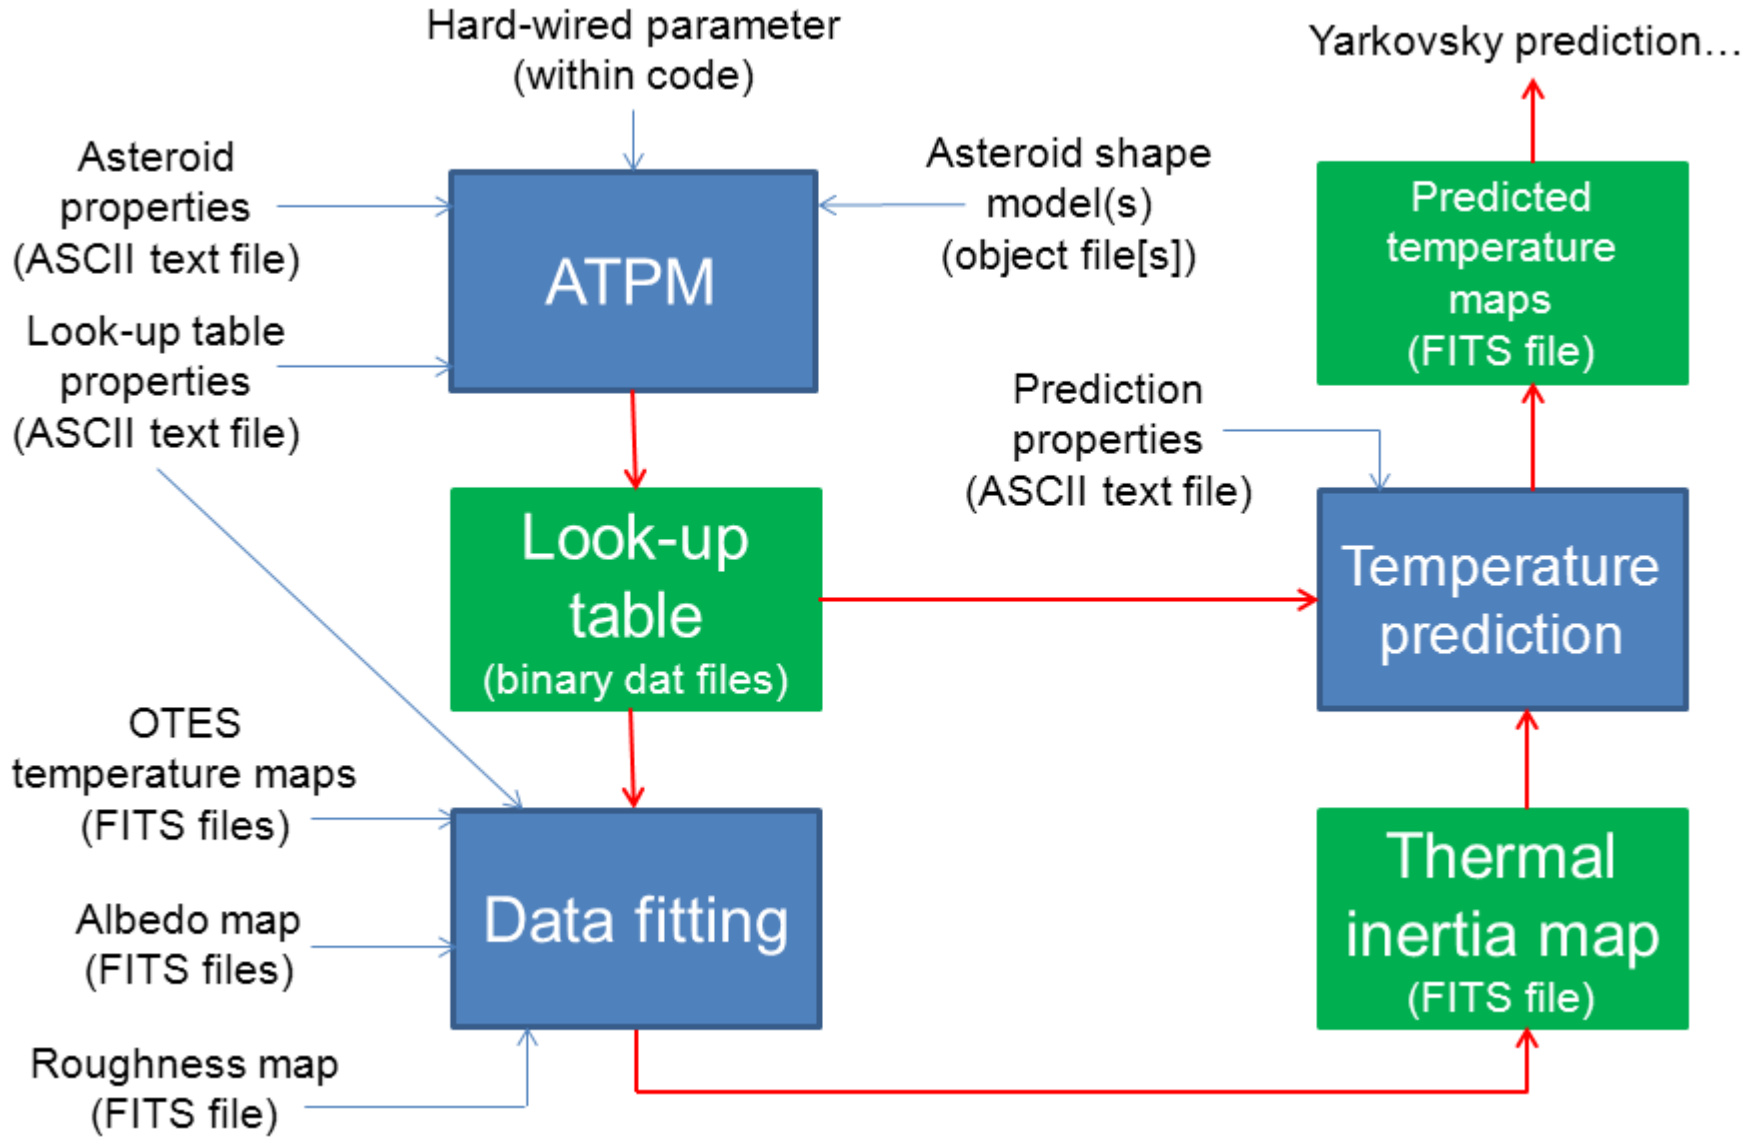 Hard-wired parameter
(within code)
Yarkovsky prediction…
Asteroid
properties
(ASCII text file)
ATPM
Asteroid shape
model(s)
(object file[s])
Predicted
temperature
maps
(FITS file)
Look-up table
properties
(ASCII text file)
Prediction
properties
(ASCII text file)
Look-up
table
(binary dat files)
Temperature
prediction
OTES
temperature maps
(FITS files)
Albedo map
(FITS files)
Roughness map
(FITS file)
Data fitting
Thermal
inertia map
(FITS file)